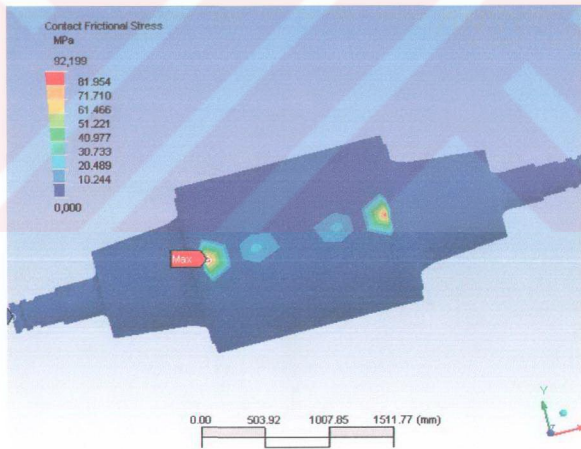 Contact Frictional Stress
MPa
92,199
81.954
71.710
61.466
51.221
40.977
30.733
20.489
10.244
0,000
Max
0.00 503.92 1007.85 1511.77 (mm)
Y
Z